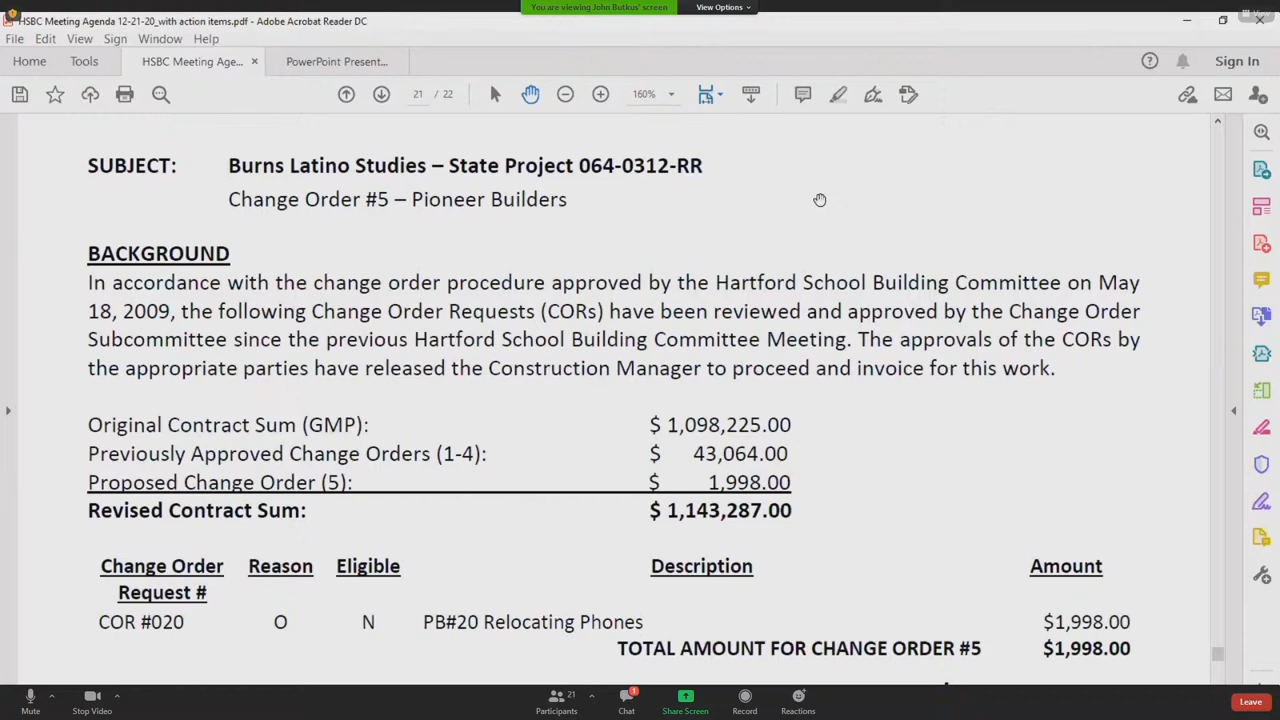 You are viewing John Butkus' screen
View Options
View
HSBC Meeting Agenda 12-21-20_with action items.pdf - Adobe Acrobat Reader DC
File Edit View Sign Window Help
Home Tools HSBC Meeting Age... × PowerPoint Present... Sign In
21 / 22 160%
SUBJECT: Burns Latino Studies – State Project 064-0312-RR
Change Order #5 – Pioneer Builders
BACKGROUND
In accordance with the change order procedure approved by the Hartford School Building Committee on May
18, 2009, the following Change Order Requests (CORs) have been reviewed and approved by the Change Order
Subcommittee since the previous Hartford School Building Committee Meeting. The approvals of the CORs by
the appropriate parties have released the Construction Manager to proceed and invoice for this work.
Original Contract Sum (GMP): $ 1,098,225.00
Previously Approved Change Orders (1-4): $ 43,064.00
Proposed Change Order (5): $ 1,998.00
Revised Contract Sum: $ 1,143,287.00
Change Order Reason Eligible Description Amount
Request #
COR #020 O N PB#20 Relocating Phones $1,998.00
TOTAL AMOUNT FOR CHANGE ORDER #5 $1,998.00
Mute Stop Video Participants 21 Chat 1 Share Screen Record Reactions Leave